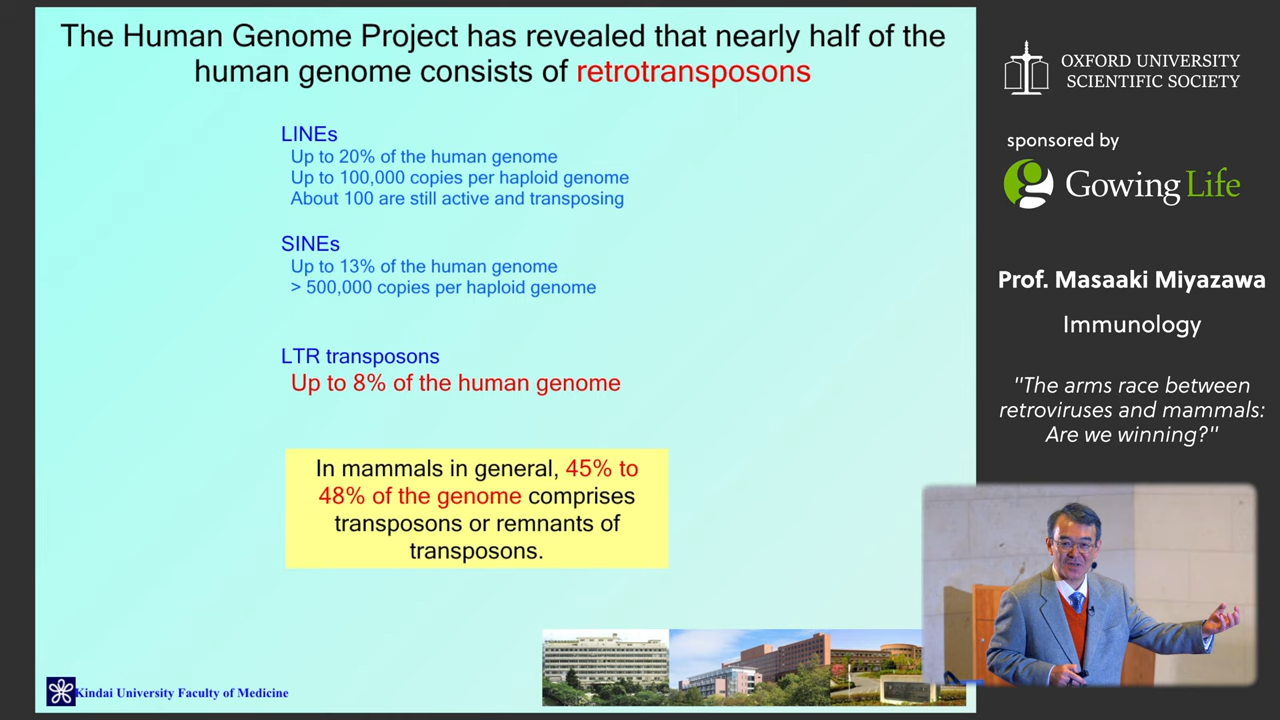 The Human Genome Project has revealed that nearly half of the
human genome consists of retrotransposons
LINEs
Up to 20% of the human genome
Up to 100,000 copies per haploid genome
About 100 are still active and transposing
SINEs
Up to 13% of the human genome
> 500,000 copies per haploid genome
LTR transposons
Up to 8% of the human genome
In mammals in general, 45% to
48% of the genome comprises
transposons or remnants of
transposons.
Kindai University Faculty of Medicine
OXFORD UNIVERSITY
SCIENTIFIC SOCIETY
sponsored by
Gowing Life
Prof. Masaaki Miyazawa
Immunology
"The arms race between
retroviruses and mammals:
Are we winning?"